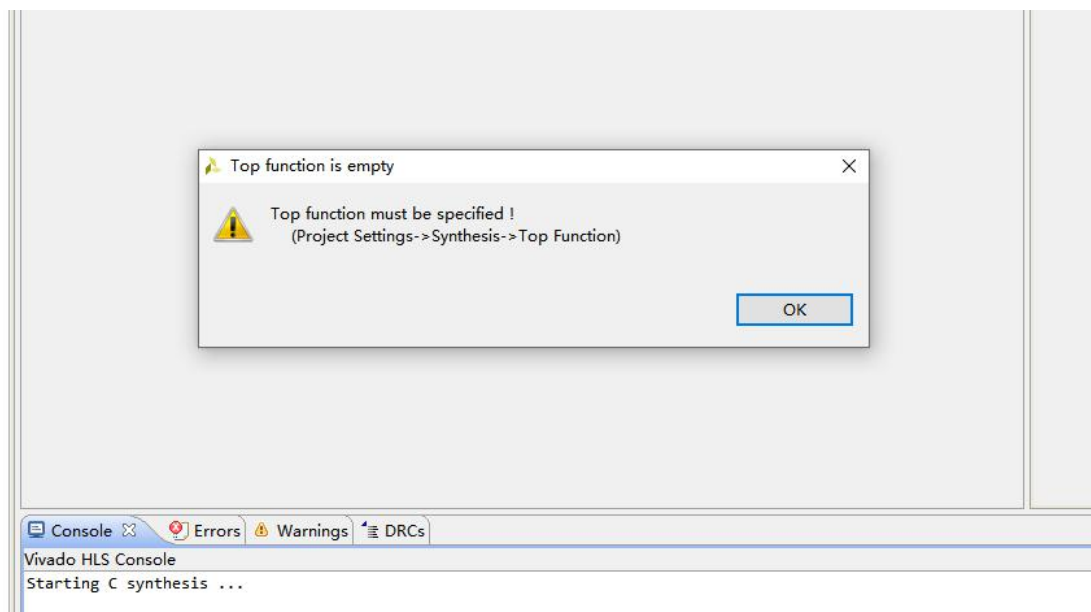 Top function is empty
Top function must be specified !
(Project Settings->Synthesis->Top Function)
OK
Console Errors Warnings DRCs
Vivado HLS Console
Starting C synthesis ...